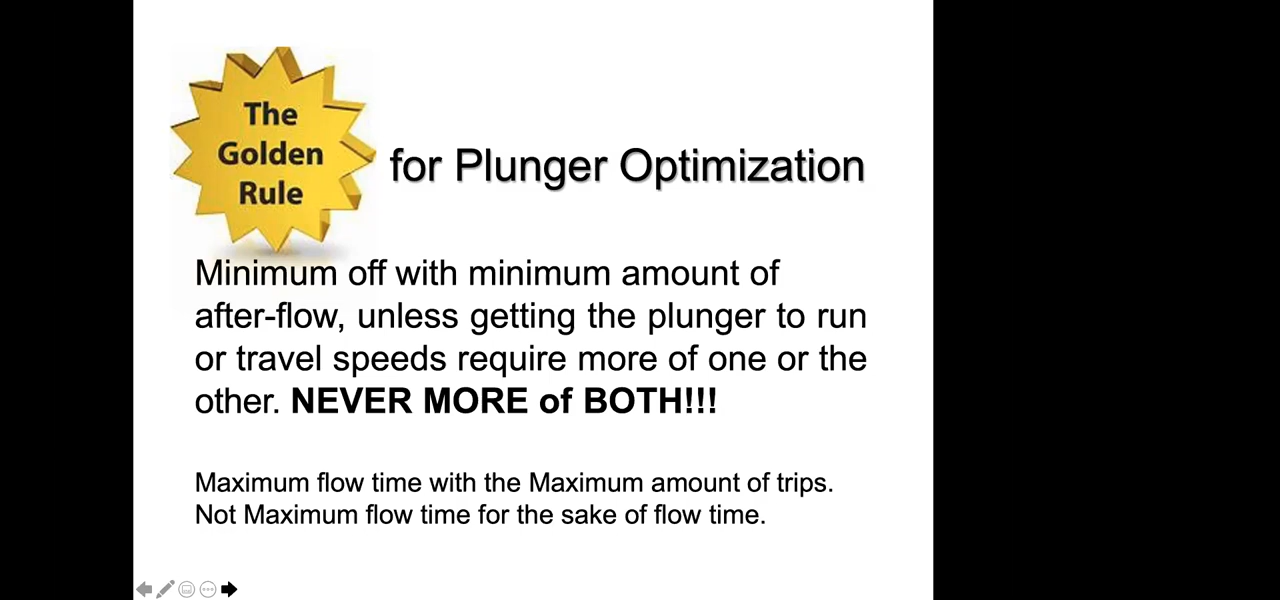 The
Golden
Rule
for Plunger Optimization
Minimum off with minimum amount of
after-flow, unless getting the plunger to run
or travel speeds require more of one or the
other. NEVER MORE of BOTH!!!
Maximum flow time with the Maximum amount of trips.
Not Maximum flow time for the sake of flow time.